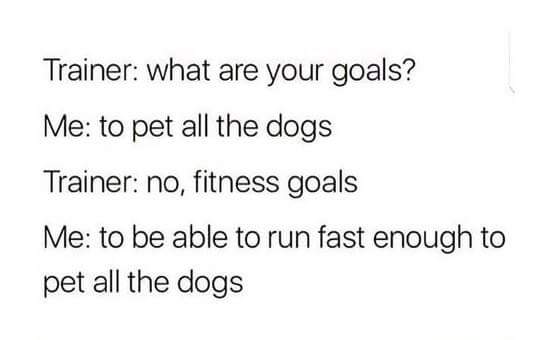 Trainer: what are your goals?
Me: to pet all the dogs
Trainer: no, fitness goals
Me: to be able to run fast enough to
pet all the dogs